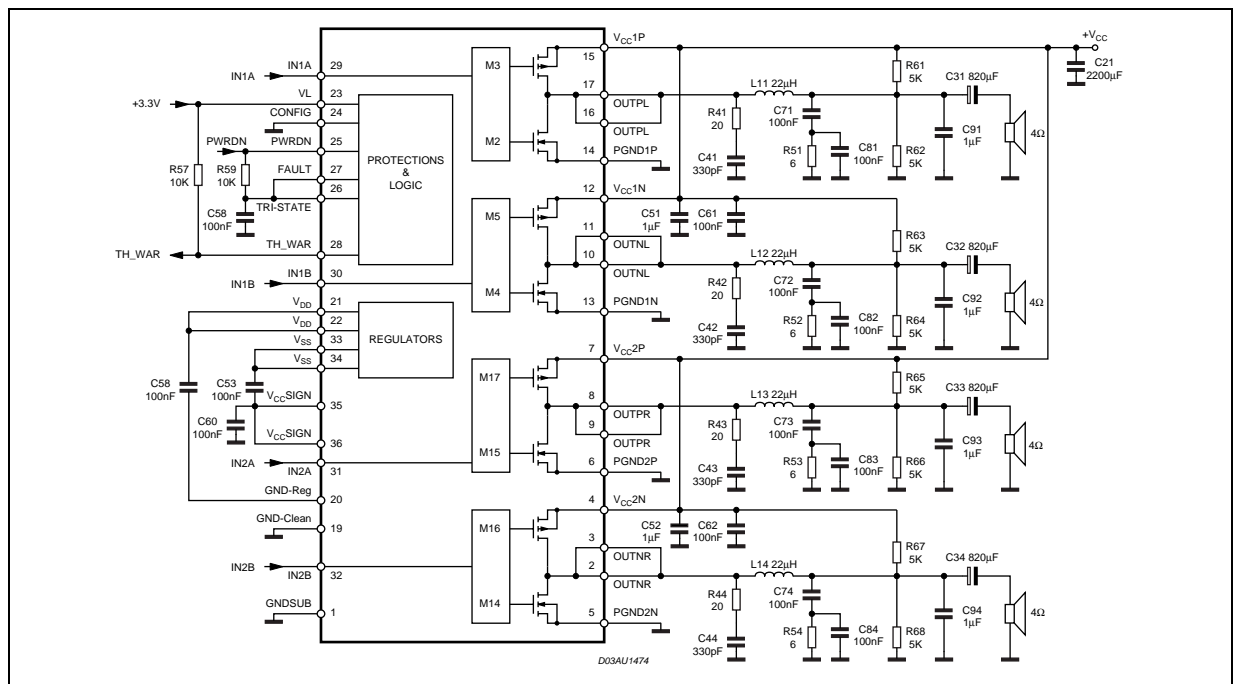 IN1A
IN1A
29
+3.3V
VL
23
CONFIG
24
PWRDN
PWRDN
25
R57
10K
R59
10K
FAULT
27
26
TRI-STATE
C58
100nF
TH_WAR
TH_WAR
28
IN1B
IN1B
30
PROTECTIONS
&
LOGIC
VDD
21
VDD
22
VSS
33
VSS
34
REGULATORS
C58
100nF
C53
100nF
VCCSIGN
35
C60
100nF
VCCSIGN
36
IN2A
IN2A
31
GND-Reg
20
GND-Clean
19
IN2B
IN2B
32
GNDSUB
1
M3
M2
VCC1P
15
17
OUTPL
16
OUTPL
14
PGND1P
R41
20
C41
330pF
L11 22µH
C71
100nF
R51
6
C81
100nF
R61
5K
R62
5K
C31 820µF
C91
1µF
4Ω
+VCC
C21
2200µF
M5
M4
12
VCC1N
11
OUTNL
10
OUTNL
13
PGND1N
C51
1µF
C61
100nF
R42
20
C42
330pF
L12 22µH
C72
100nF
R52
6
C82
100nF
R63
5K
R64
5K
C32 820µF
C92
1µF
4Ω
M17
M15
7
VCC2P
8
OUTPR
9
OUTPR
6
PGND2P
R43
20
C43
330pF
L13 22µH
C73
100nF
R53
6
C83
100nF
R65
5K
R66
5K
C33 820µF
C93
1µF
4Ω
M16
M14
4
VCC2N
3
OUTNR
2
OUTNR
5
PGND2N
C52
1µF
C62
100nF
R44
20
C44
330pF
L14 22µH
C74
100nF
R54
6
C84
100nF
R67
5K
R68
5K
C34 820µF
C94
1µF
4Ω
D03AU1474